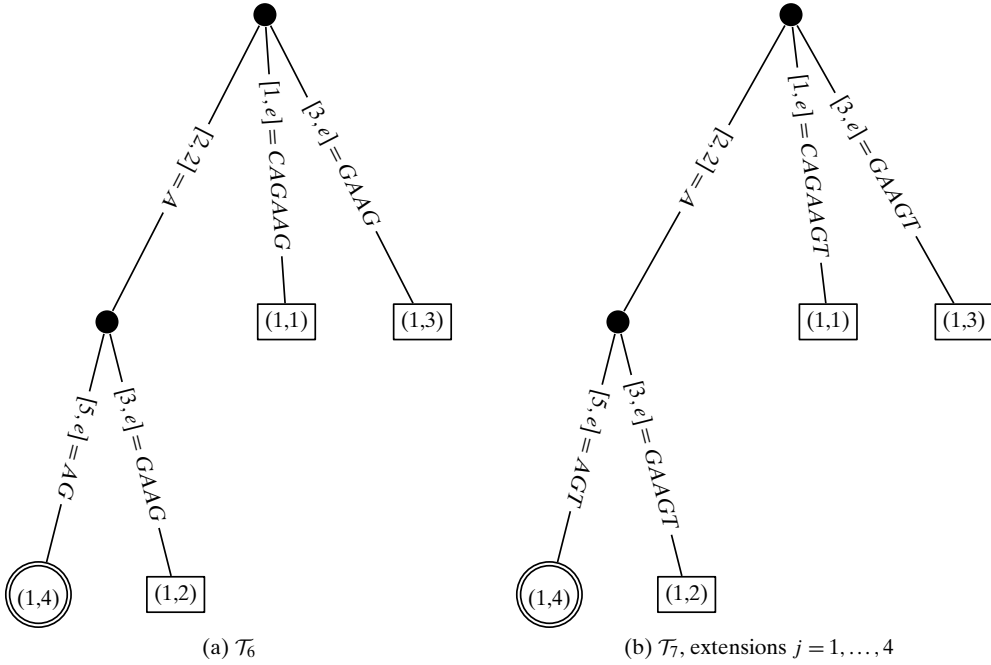 [2,2]=A
[1,e]=CAGAAG
[3,e]=GAAG
(1,1)
(1,3)
[5,e]=AG
[3,e]=GAAG
(1,4)
(1,2)
(a) 𝒯₆
[2,2]=A
[1,e]=CAGAAGT
[3,e]=GAAGT
(1,1)
(1,3)
[5,e]=AGT
[3,e]=GAAGT
(1,4)
(1,2)
(b) 𝒯₇, extensions j = 1, . . . , 4